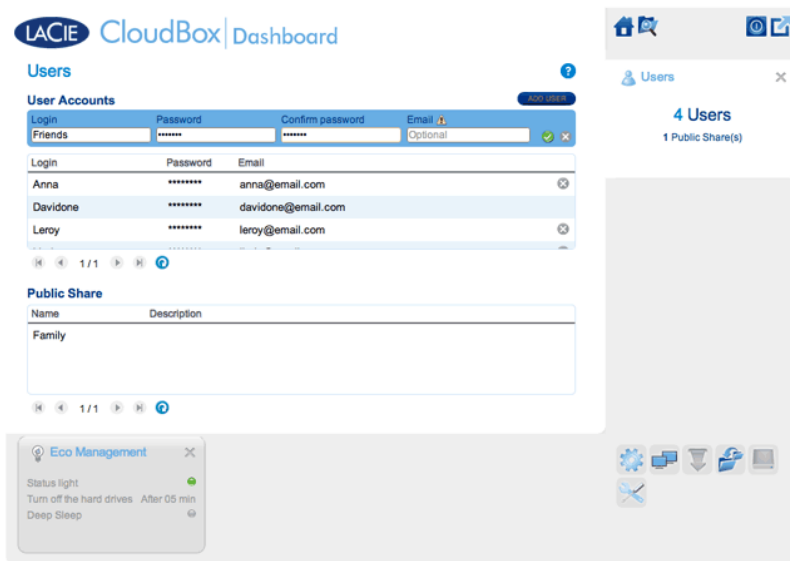 LACIE CloudBox | Dashboard
Users
User Accounts
ADD USER
Login Password Confirm password Email
Friends ••••••• ••••••• Optional
Login Password Email
Anna ******** anna@email.com
Davidone ******** davidone@email.com
Leroy ******** leroy@email.com
1 / 1
Public Share
Name Description
Family
1 / 1
Eco Management
Status light
Turn off the hard drives After 05 min
Deep Sleep
Users
4 Users
1 Public Share(s)